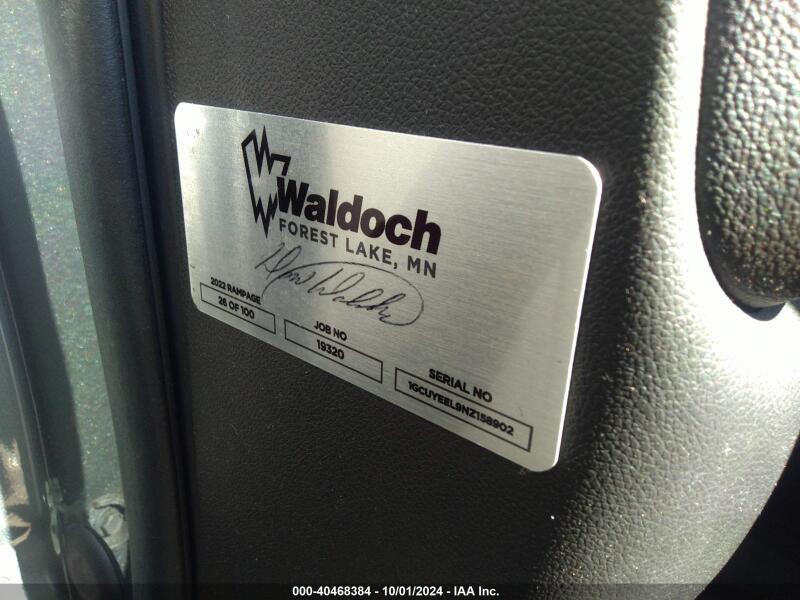 Waldoch
FOREST LAKE, MN
2022 RAMPAGE
26 OF 100
JOB NO
19320
SERIAL NO
1GCUYEEL9NZ158902
000-40468384 - 10/01/2024 - IAA Inc.